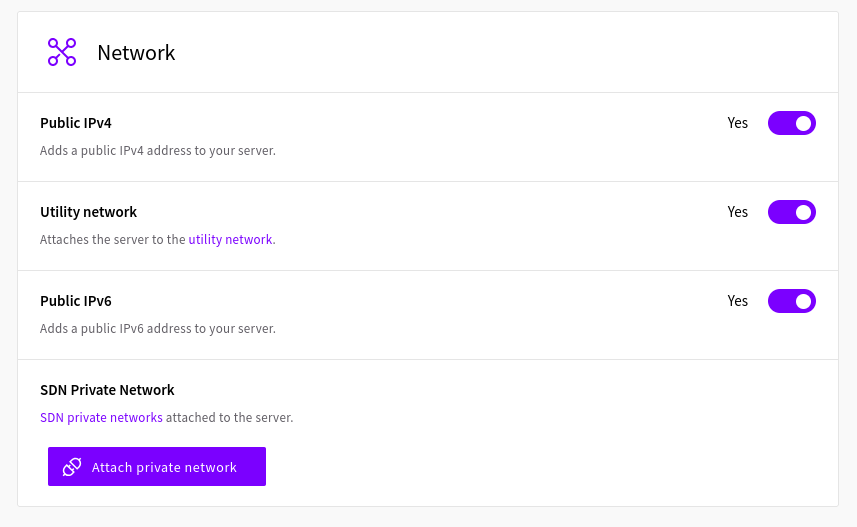 Network
Public IPv4
Yes
Adds a public IPv4 address to your server.
Utility network
Yes
Attaches the server to the utility network.
Public IPv6
Yes
Adds a public IPv6 address to your server.
SDN Private Network
SDN private networks attached to the server.
Attach private network